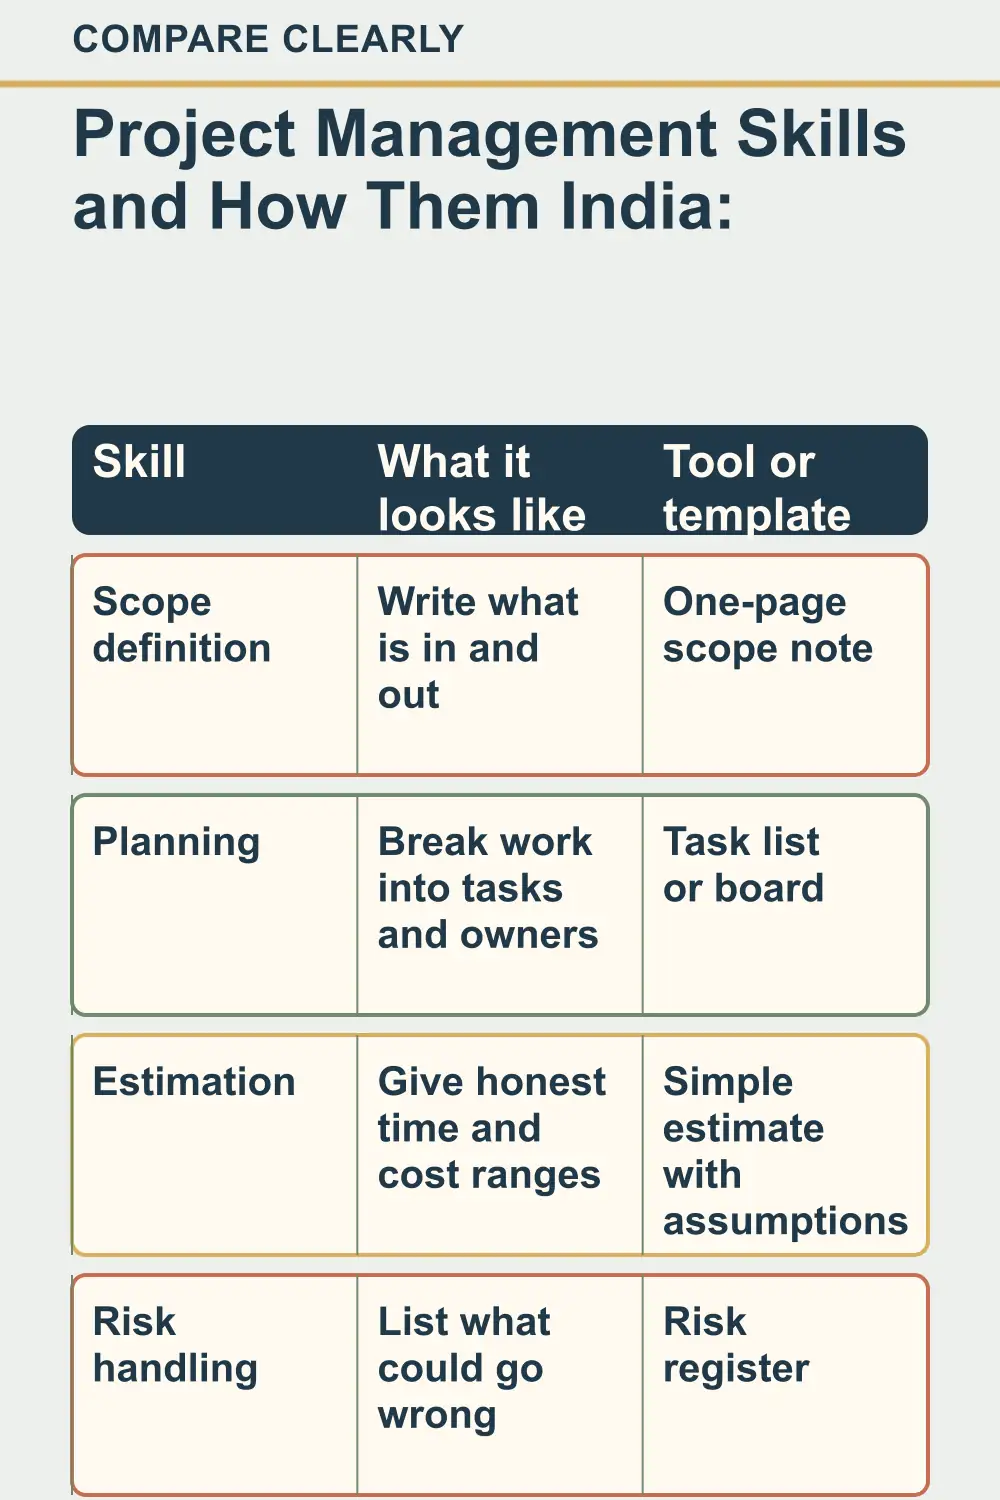 COMPARE CLEARLY
Project Management Skills
and How Them India:
Skill
What it
looks like
Tool or
template
Scope
definition
Write what
is in and
out
One-page
scope note
Planning
Break work
into tasks
and owners
Task list
or board
Estimation
Give honest
time and
cost ranges
Simple
estimate
with
assumptions
Risk
handling
List what
could go
wrong
Risk
register